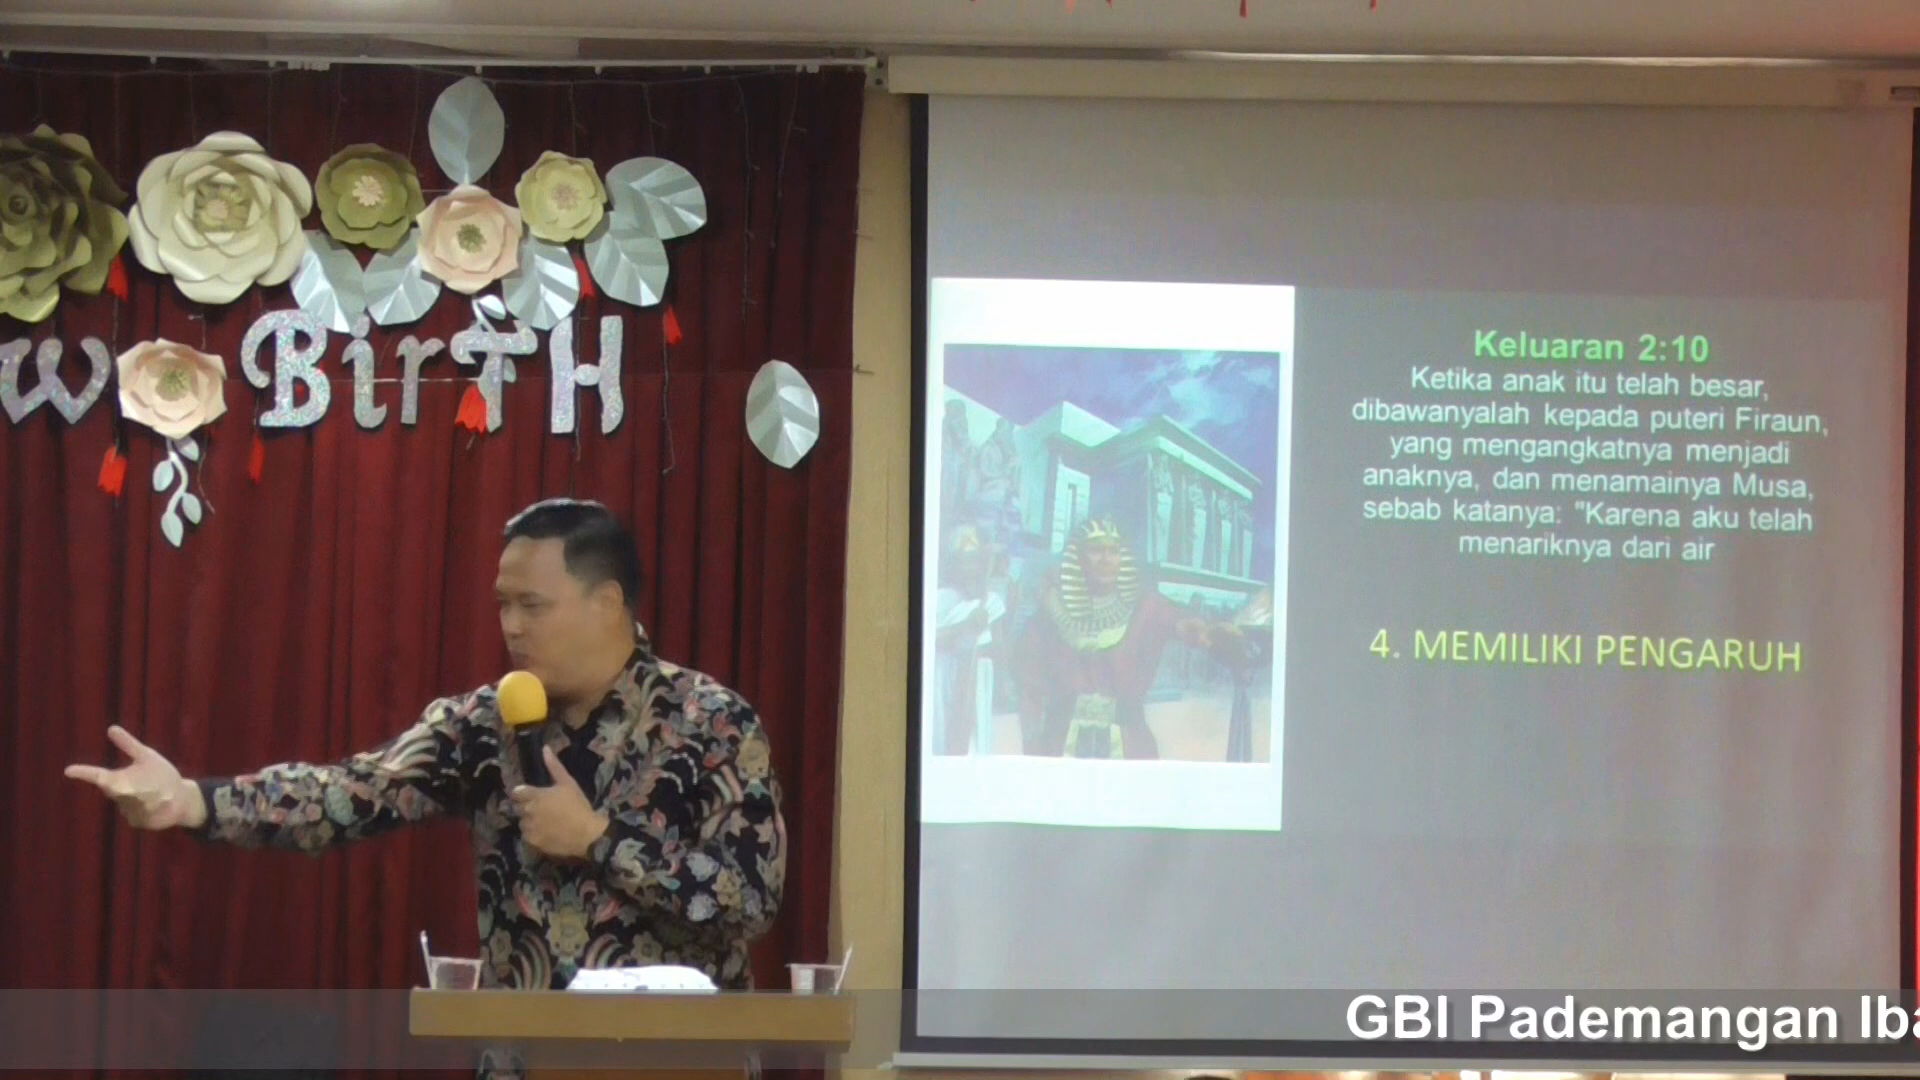 w BirTH
Keluaran 2:10
Ketika anak itu telah besar,
dibawanyalah kepada puteri Firaun,
yang mengangkatnya menjadi
anaknya, dan menamainya Musa,
sebab katanya: "Karena aku telah
menariknya dari air
4. MEMILIKI PENGARUH
GBI Pademangan Iba